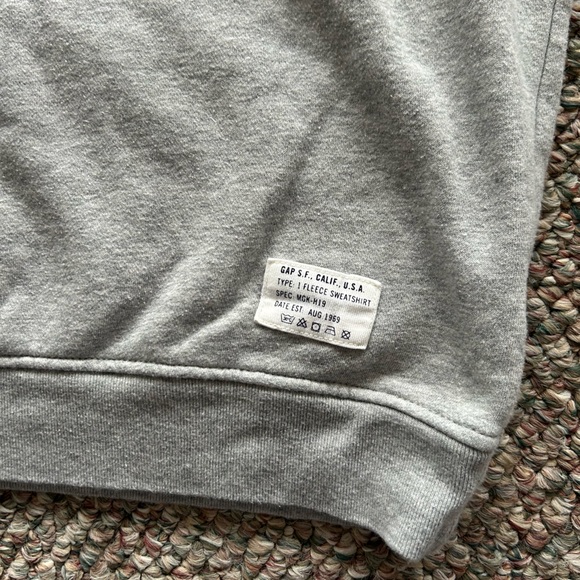 GAP S.F., CALIF., U.S.A.
TYPE: 1 FLEECE SWEATSHIRT
SPEC MGK-H19
DATE EST AUG 1969